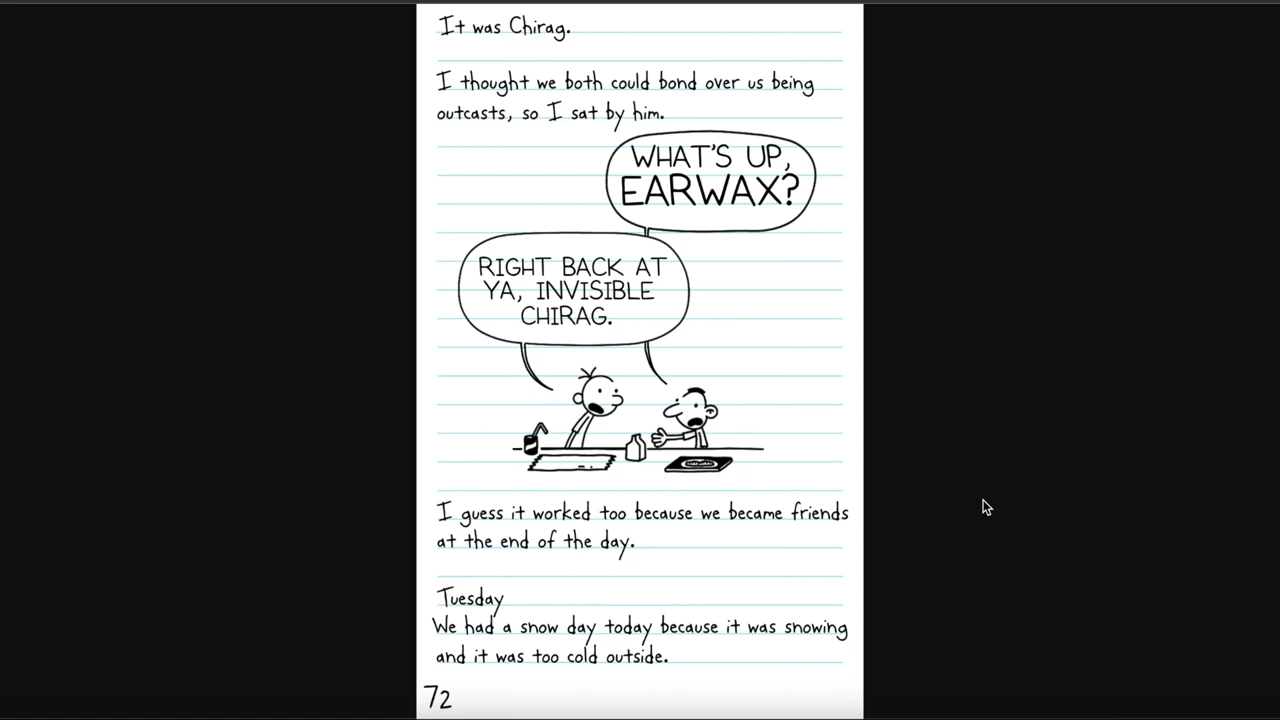 It was Chirag.
I thought we both could bond over us being
outcasts, so I sat by him.
WHAT'S UP,
EARWAX?
RIGHT BACK AT
YA, INVISIBLE
CHIRAG.
I guess it worked too because we became friends
at the end of the day.
Tuesday
We had a snow day today because it was snowing
and it was too cold outside.
72